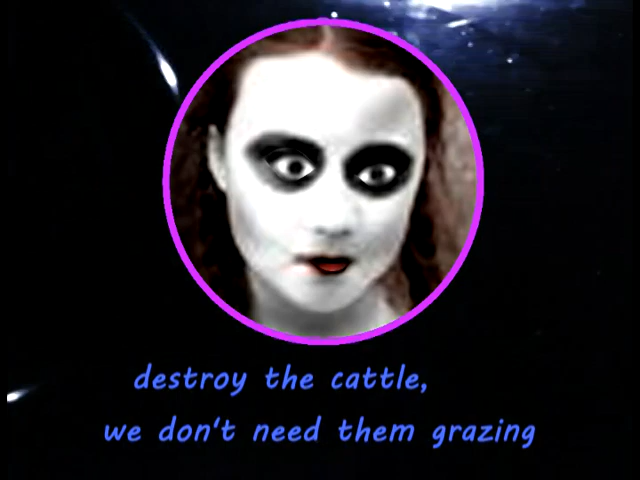 destroy the cattle,
we don't need them grazing